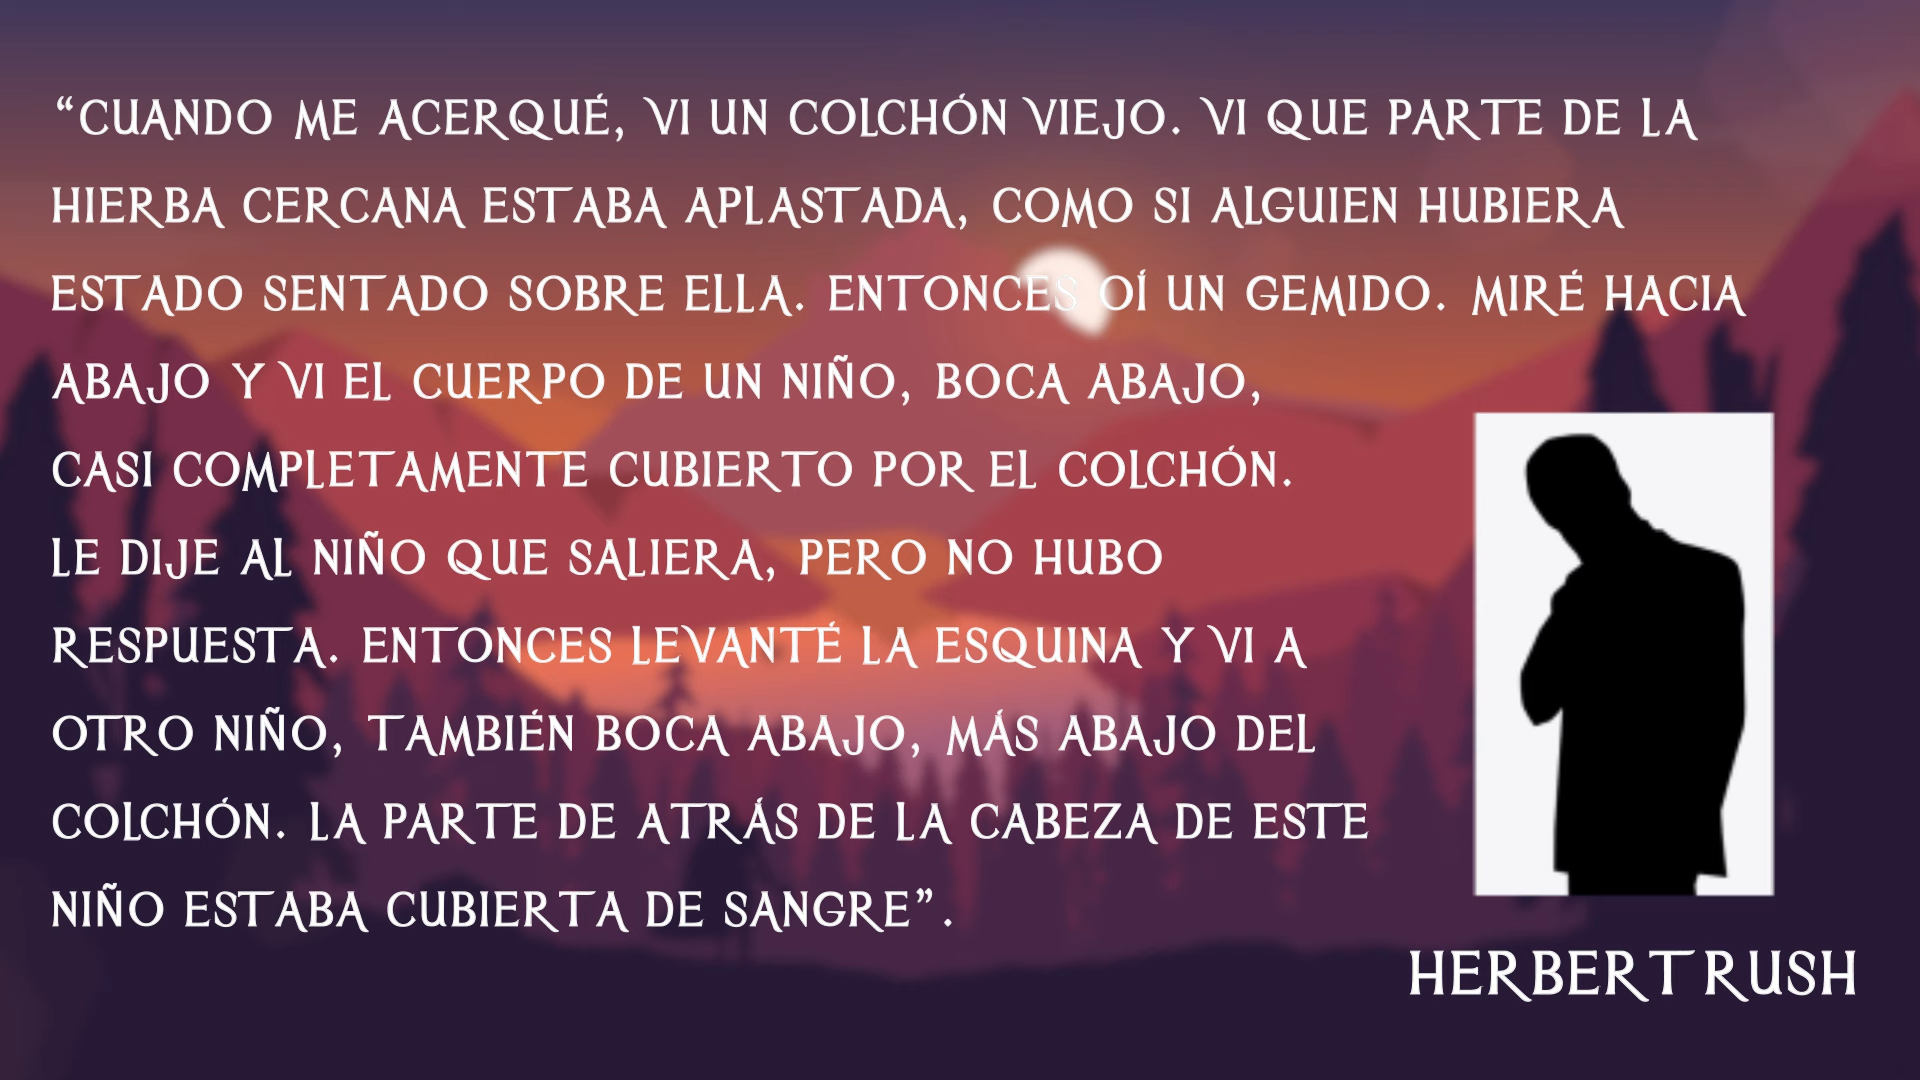 “CUANDO ME ACERQUÉ, VI UN COLCHÓN VIEJO. VI QUE PARTE DE LA
HIERBA CERCANA ESTABA APLASTADA, COMO SI ALGUIEN HUBIERA
ESTADO SENTADO SOBRE ELLA. ENTONCES OÍ UN GEMIDO. MIRÉ HACIA
ABAJO Y VI EL CUERPO DE UN NIÑO, BOCA ABAJO,
CASI COMPLETAMENTE CUBIERTO POR EL COLCHÓN.
LE DIJE AL NIÑO QUE SALIERA, PERO NO HUBO
RESPUESTA. ENTONCES LEVANTÉ LA ESQUINA Y VI A
OTRO NIÑO, TAMBIÉN BOCA ABAJO, MÁS ABAJO DEL
COLCHÓN. LA PARTE DE ATRÁS DE LA CABEZA DE ESTE
NIÑO ESTABA CUBIERTA DE SANGRE”.
HERBERT RUSH